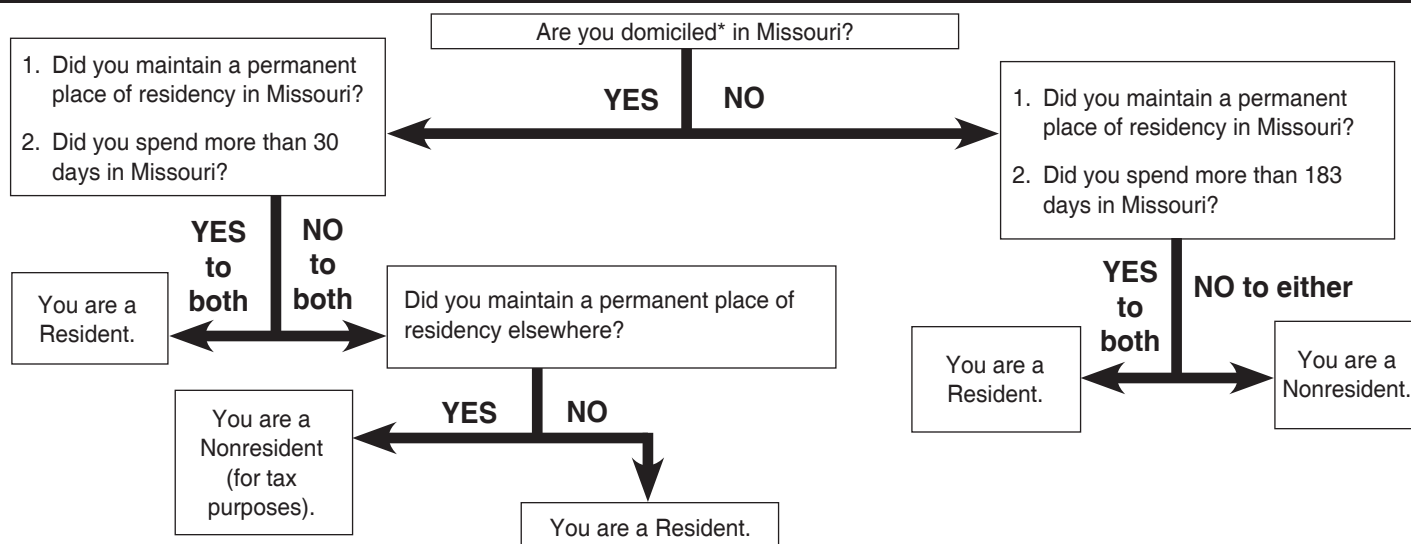 Are you domiciled* in Missouri?
1. Did you maintain a permanent
place of residency in Missouri?
2. Did you spend more than 30
days in Missouri?
YES
NO
1. Did you maintain a permanent
place of residency in Missouri?
2. Did you spend more than 183
days in Missouri?
YES
to
both
NO
to
both
You are a
Resident.
Did you maintain a permanent place of
residency elsewhere?
YES
NO
You are a
Nonresident
(for tax
purposes).
You are a Resident.
YES
to
both
NO to either
You are a
Resident.
You are a
Nonresident.